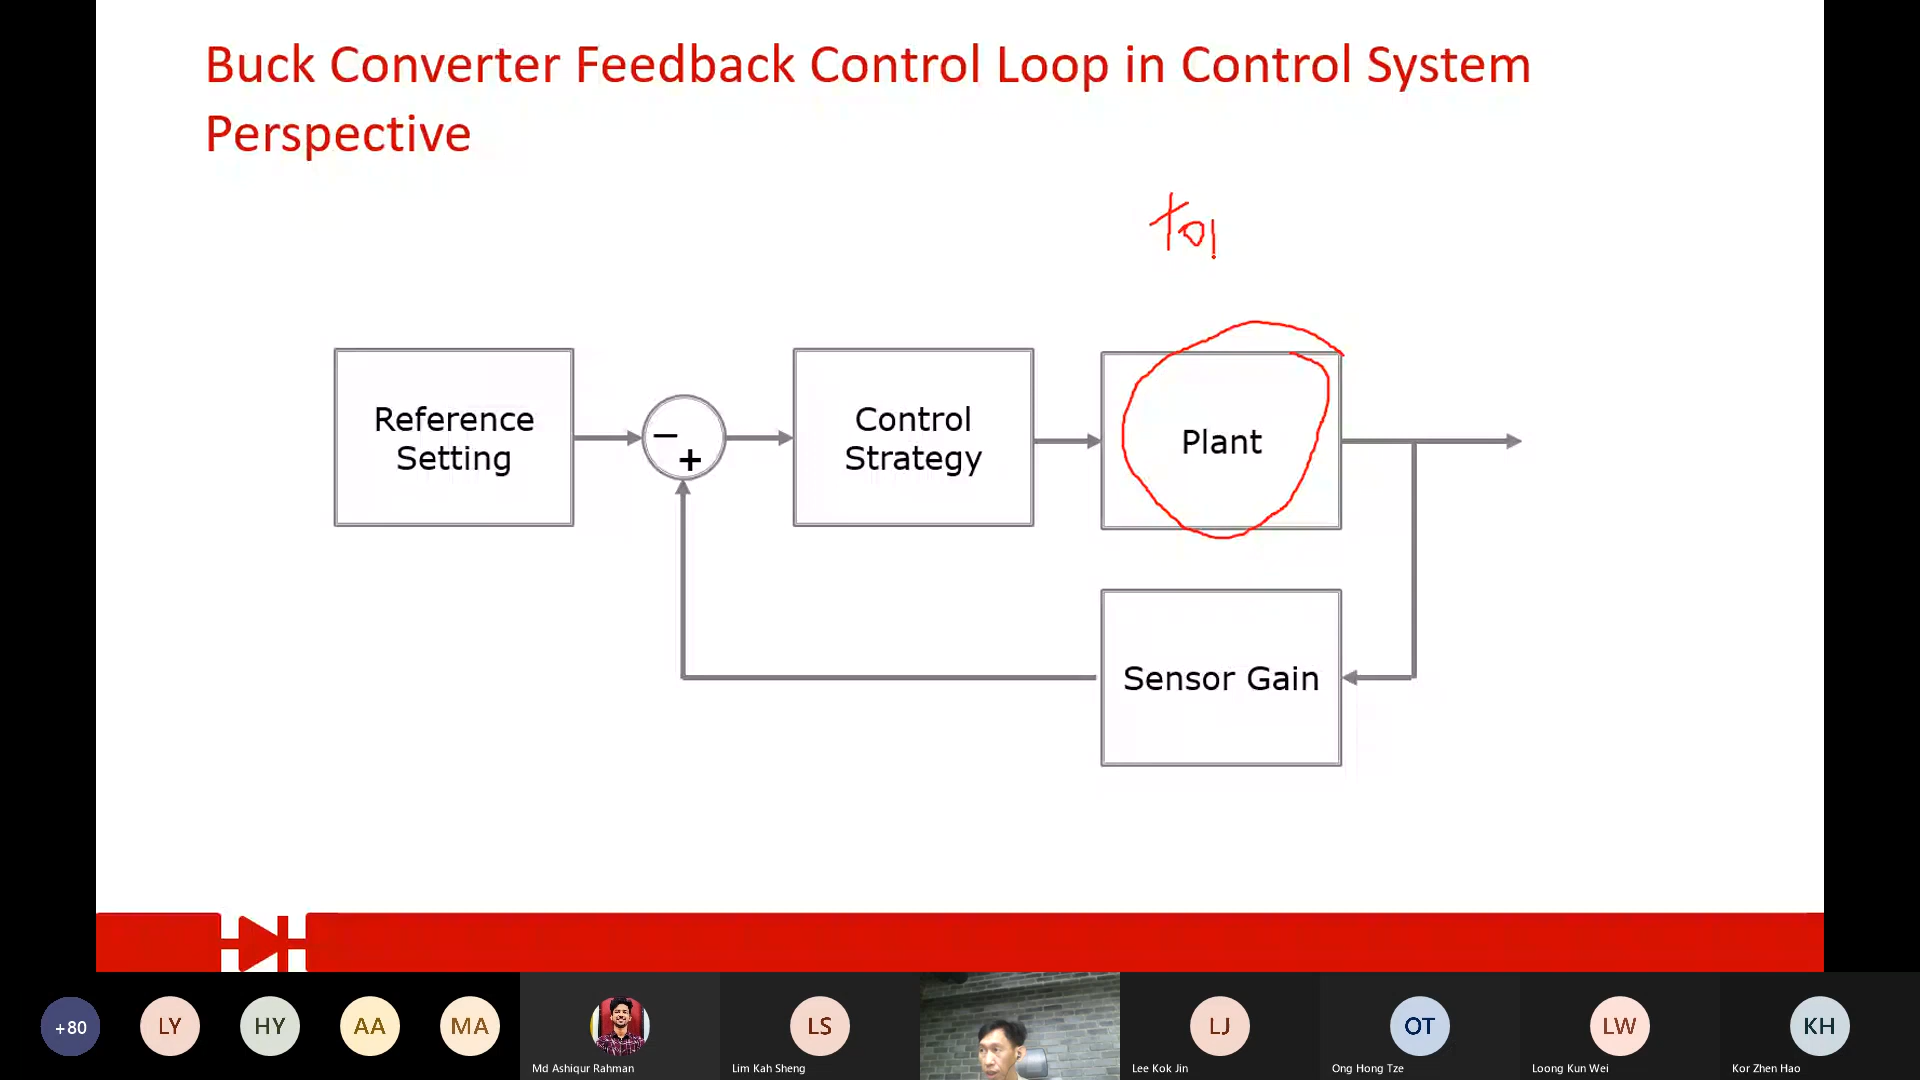 Buck Converter Feedback Control Loop in Control System
Perspective
Reference
Setting
−
+
Control
Strategy
Plant
Sensor Gain
+80
LY
HY
AA
MA
Md Ashiqur Rahman
LS
Lim Kah Sheng
LJ
Lee Kok Jin
OT
Ong Hong Tze
LW
Loong Kun Wei
KH
Kor Zhen Hao